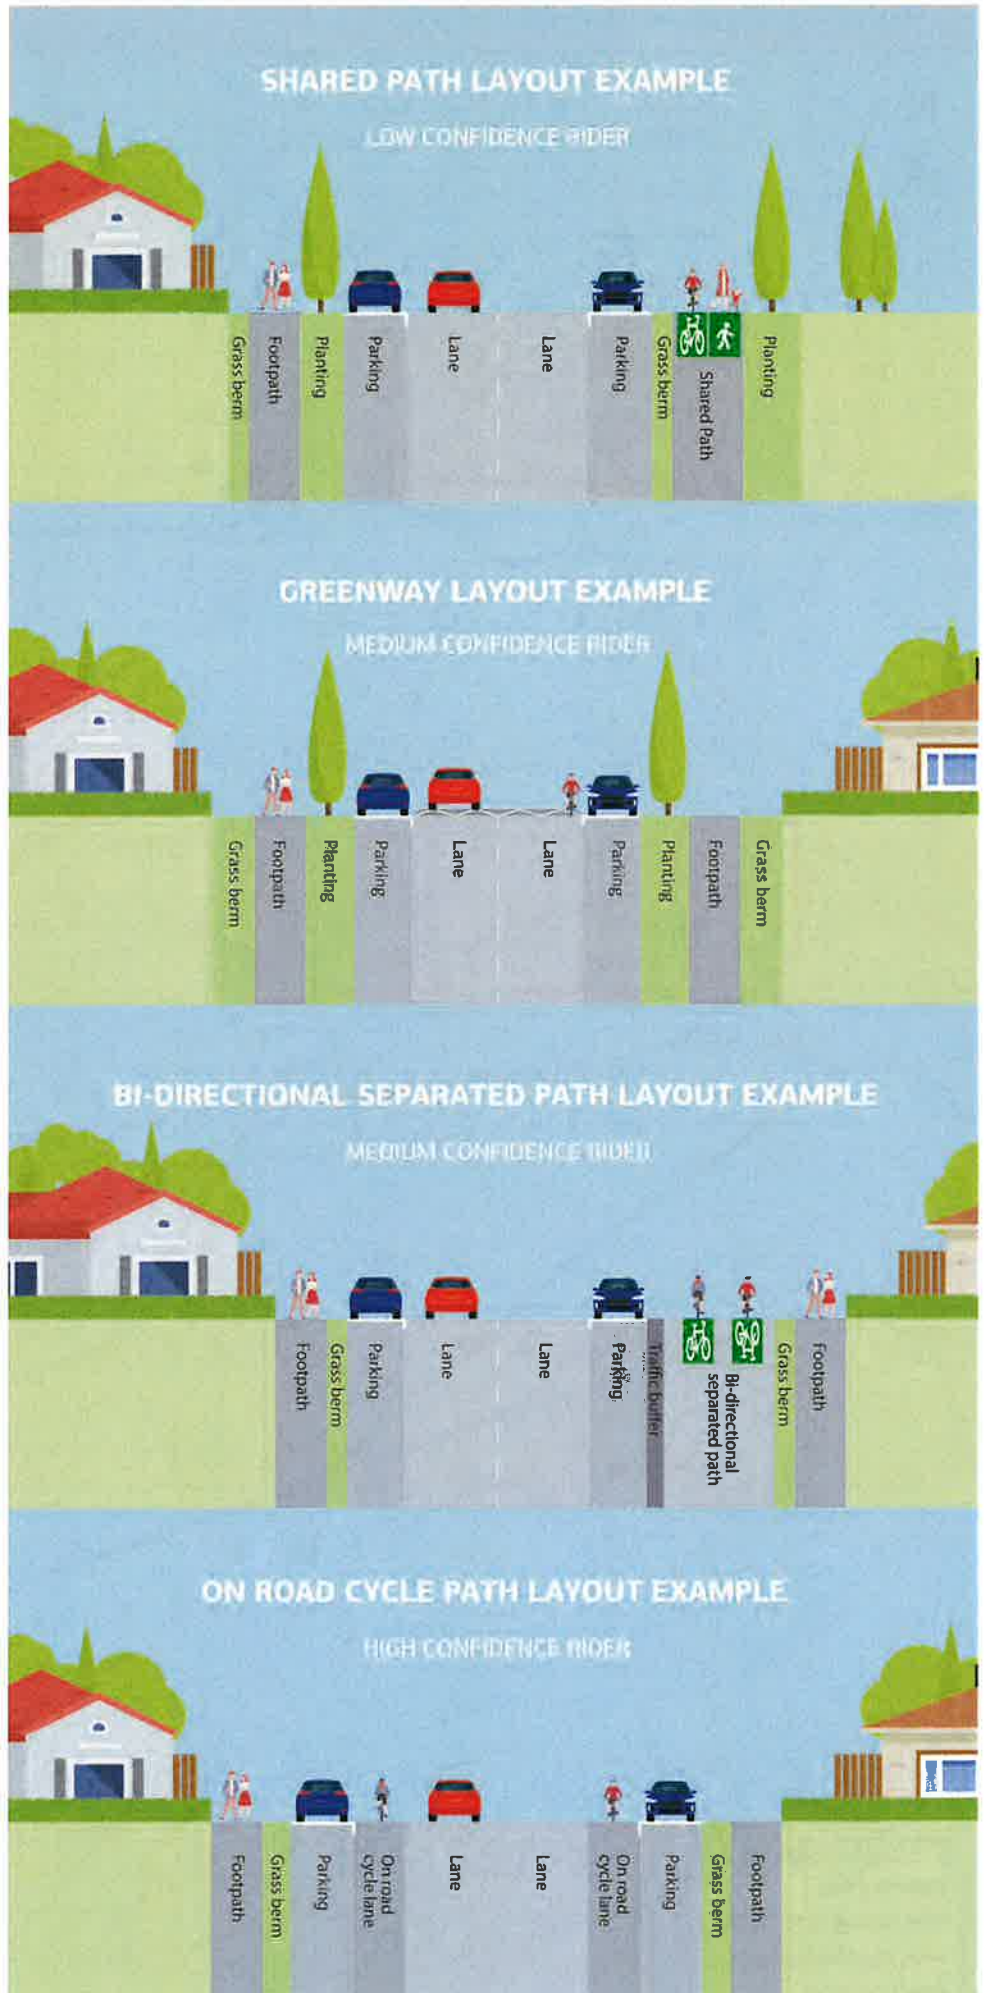 SHARED PATH LAYOUT EXAMPLE
LOW CONFIDENCE RIDER
Grass berm
Footpath
Planting
Parking
Lane
Lane
Parking
Grass berm
Shared Path
Planting
GREENWAY LAYOUT EXAMPLE
MEDIUM CONFIDENCE RIDER
Grass berm
Footpath
Planting
Parking
Lane
Lane
Parking
Planting
Footpath
Grass berm
BI-DIRECTIONAL SEPARATED PATH LAYOUT EXAMPLE
MEDIUM CONFIDENCE RIDER
Footpath
Grass berm
Parking
Lane
Lane
Parking
Traffic buffer
Bi-directional
separated path
Grass berm
Footpath
ON ROAD CYCLE PATH LAYOUT EXAMPLE
HIGH CONFIDENCE RIDER
Footpath
Grass berm
Parking
On road
cycle lane
Lane
Lane
On road
cycle lane
Parking
Grass berm
Footpath